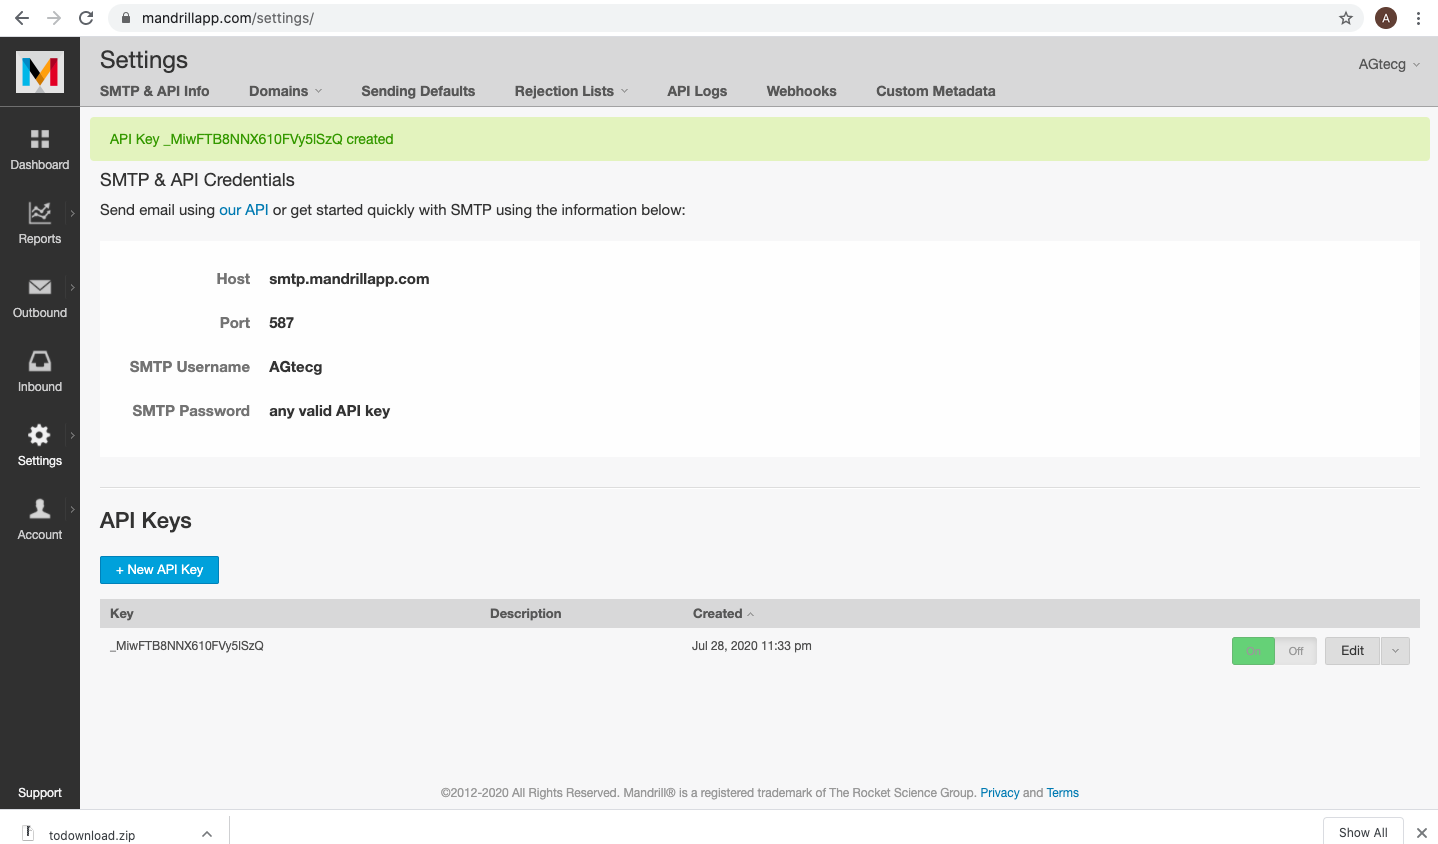 mandrillapp.com/settings/
A
Settings
AGtecg
SMTP & API Info Domains Sending Defaults Rejection Lists API Logs Webhooks Custom Metadata
API Key _MiwFTB8NNX610FVy5lSzQ created
SMTP & API Credentials
Send email using our API or get started quickly with SMTP using the information below:
Host smtp.mandrillapp.com
Port 587
SMTP Username AGtecg
SMTP Password any valid API key
API Keys
+ New API Key
Key Description Created
_MiwFTB8NNX610FVy5lSzQ Jul 28, 2020 11:33 pm On Off Edit
Dashboard
Reports
Outbound
Inbound
Settings
Account
Support
©2012-2020 All Rights Reserved. Mandrill® is a registered trademark of The Rocket Science Group. Privacy and Terms
todownload.zip
Show All